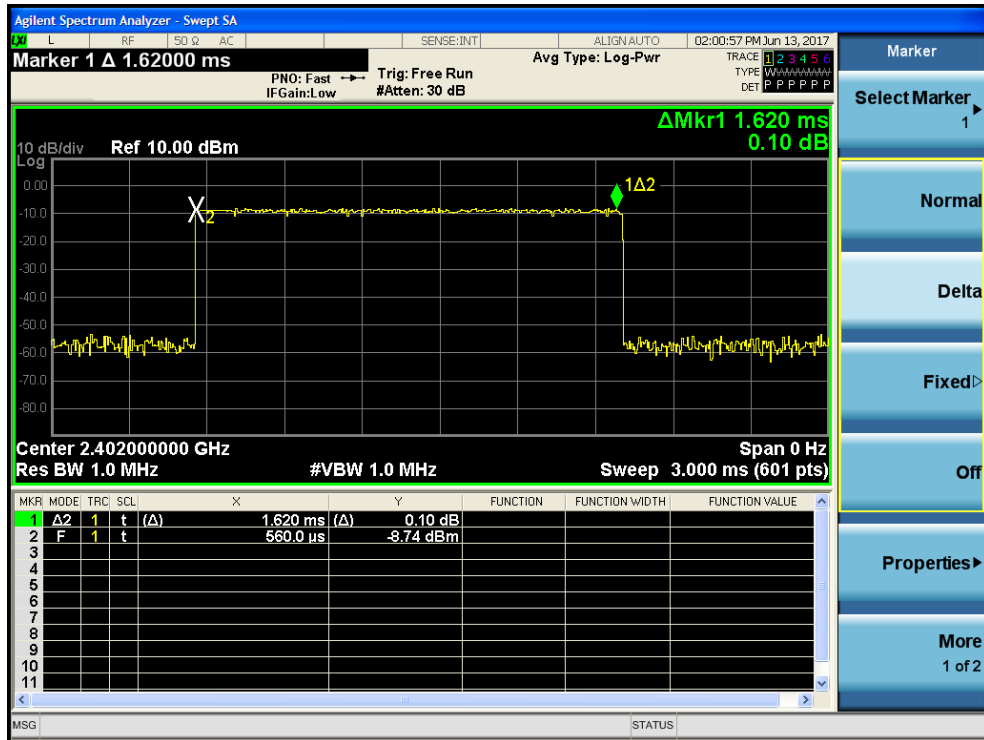 Agilent Spectrum Analyzer - Swept SA
LXI L RF 50 Ω AC SENSE:INT ALIGN AUTO 02:00:57 PM Jun 13, 2017
Marker 1 Δ 1.62000 ms
PNO: Fast
IFGain:Low
Trig: Free Run
#Atten: 30 dB
Avg Type: Log-Pwr
TRACE 1 2 3 4 5 6
TYPE
DET P P P P P P
ΔMkr1 1.620 ms
0.10 dB
10 dB/div Ref 10.00 dBm
Log
0.00
-10.0
-20.0
-30.0
-40.0
-50.0
-60.0
-70.0
-80.0
2
1Δ2
Center 2.402000000 GHz Span 0 Hz
Res BW 1.0 MHz #VBW 1.0 MHz Sweep 3.000 ms (601 pts)
MKR MODE TRC SCL X Y FUNCTION FUNCTION WIDTH FUNCTION VALUE
1 Δ2 1 t (Δ) 1.620 ms (Δ) 0.10 dB
2 F 1 t 560.0 µs -8.74 dBm
3
4
5
6
7
8
9
10
11
MSG STATUS
Marker
Select Marker
1
Normal
Delta
Fixed
Off
Properties
More
1 of 2